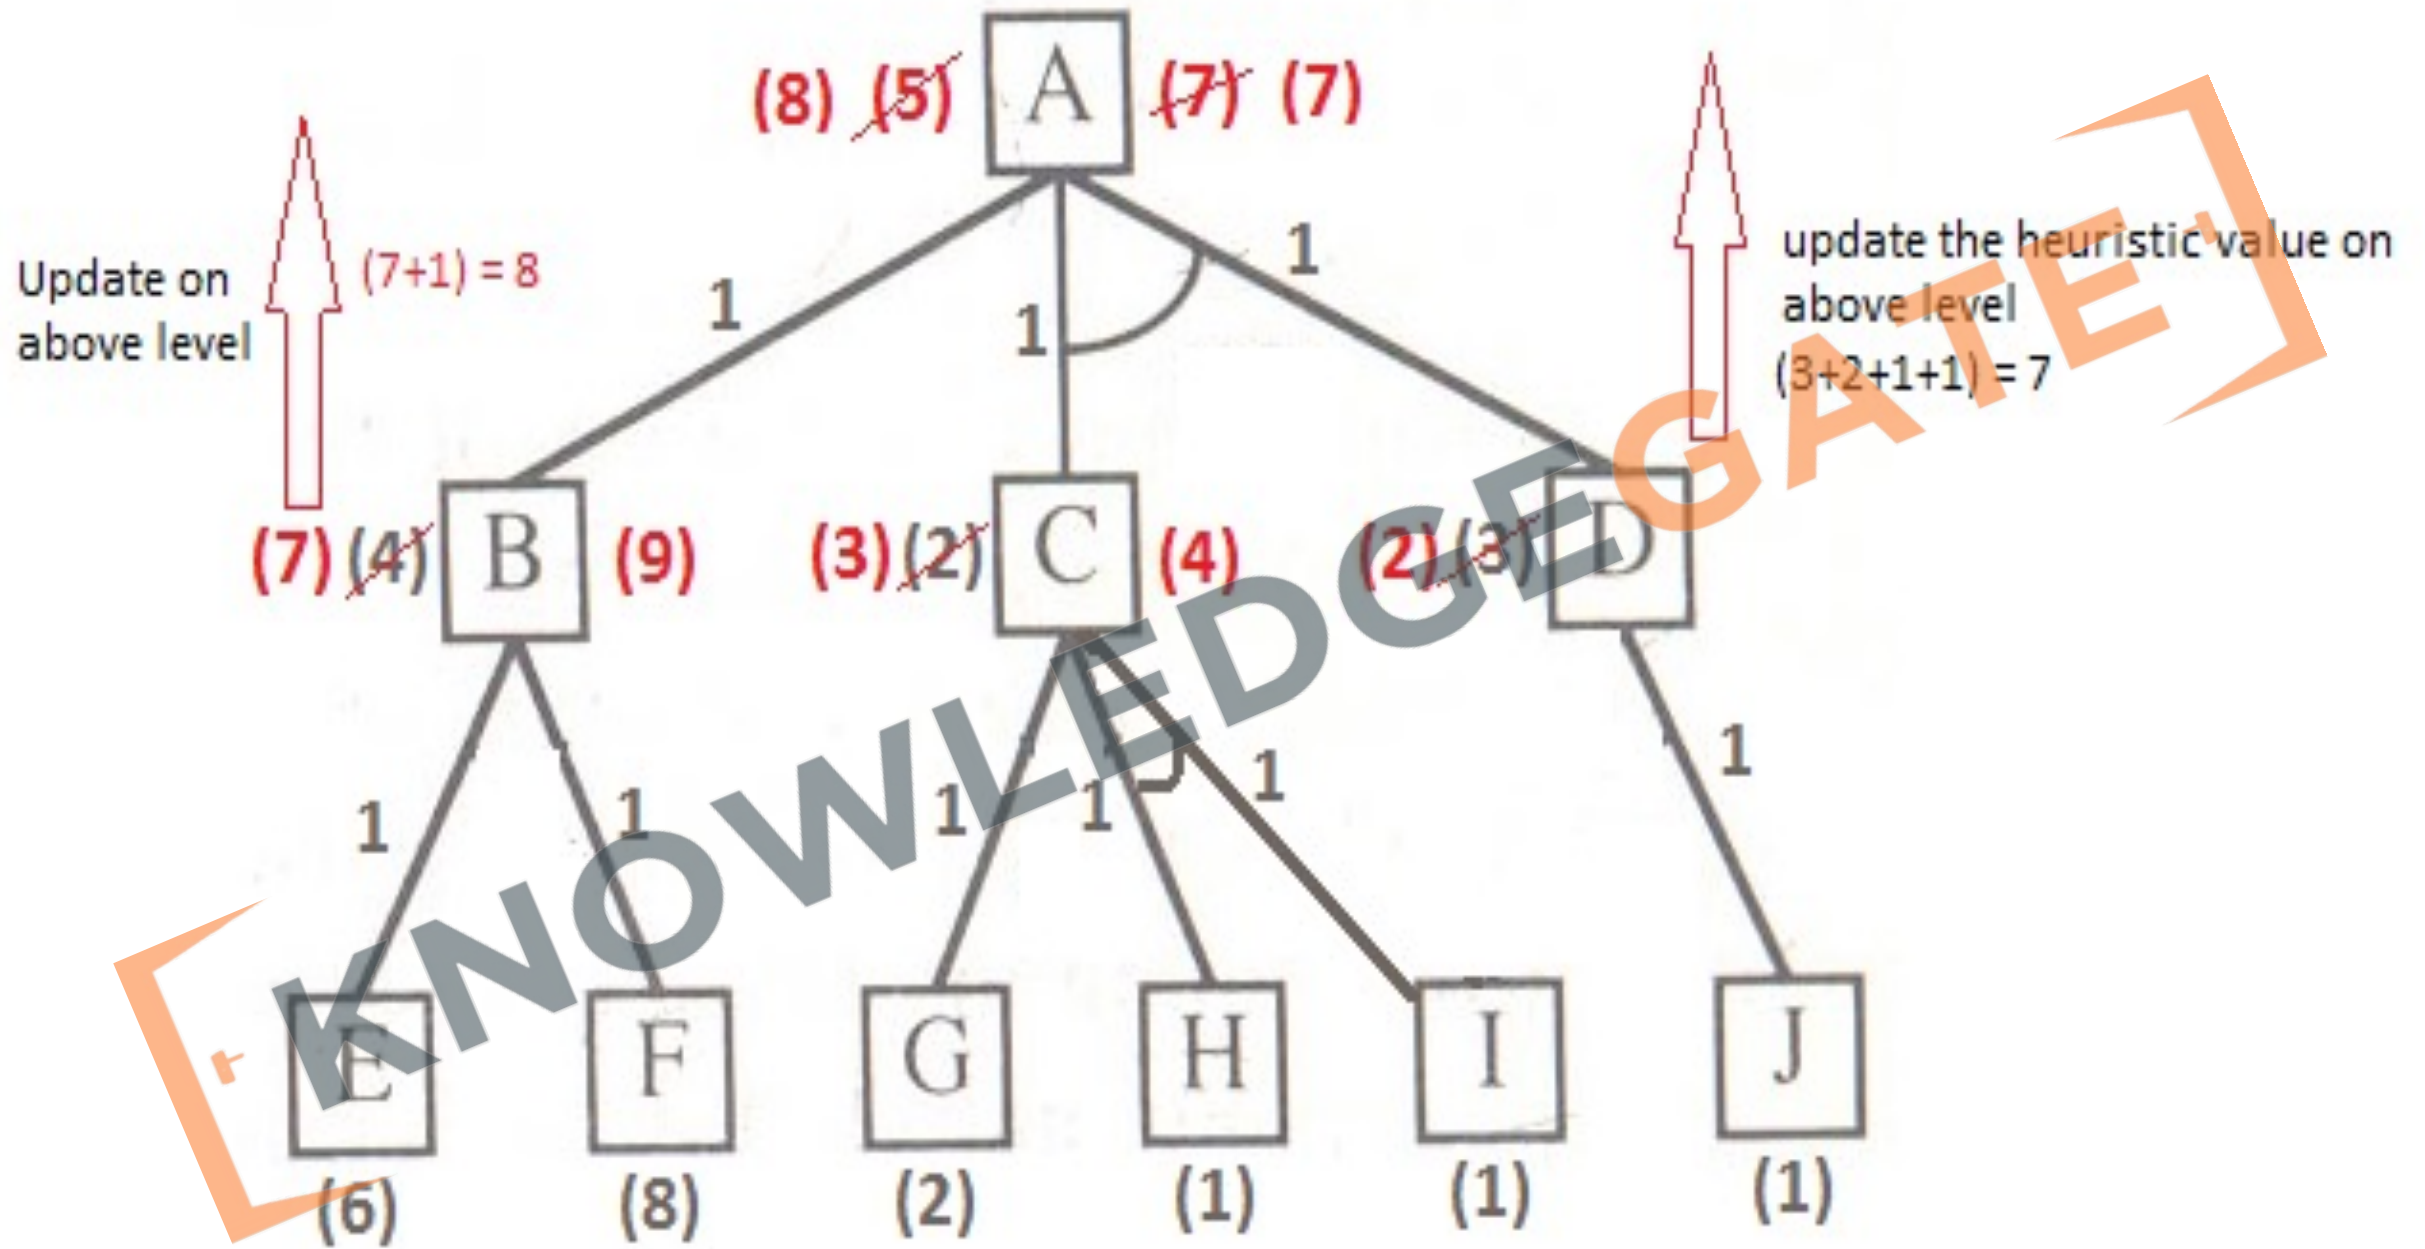 (8) (5) A (7) (7)
Update on
above level
(7+1) = 8
update the heuristic value on
above level
(3+2+1+1) = 7
1 1 1
(7) (4) B (9) (3) (2) C (4) (2) (3) D
1 1 1 1 1 1
E F G H I J
(6) (8) (2) (1) (1) (1)
KNOWLEDGEGATE